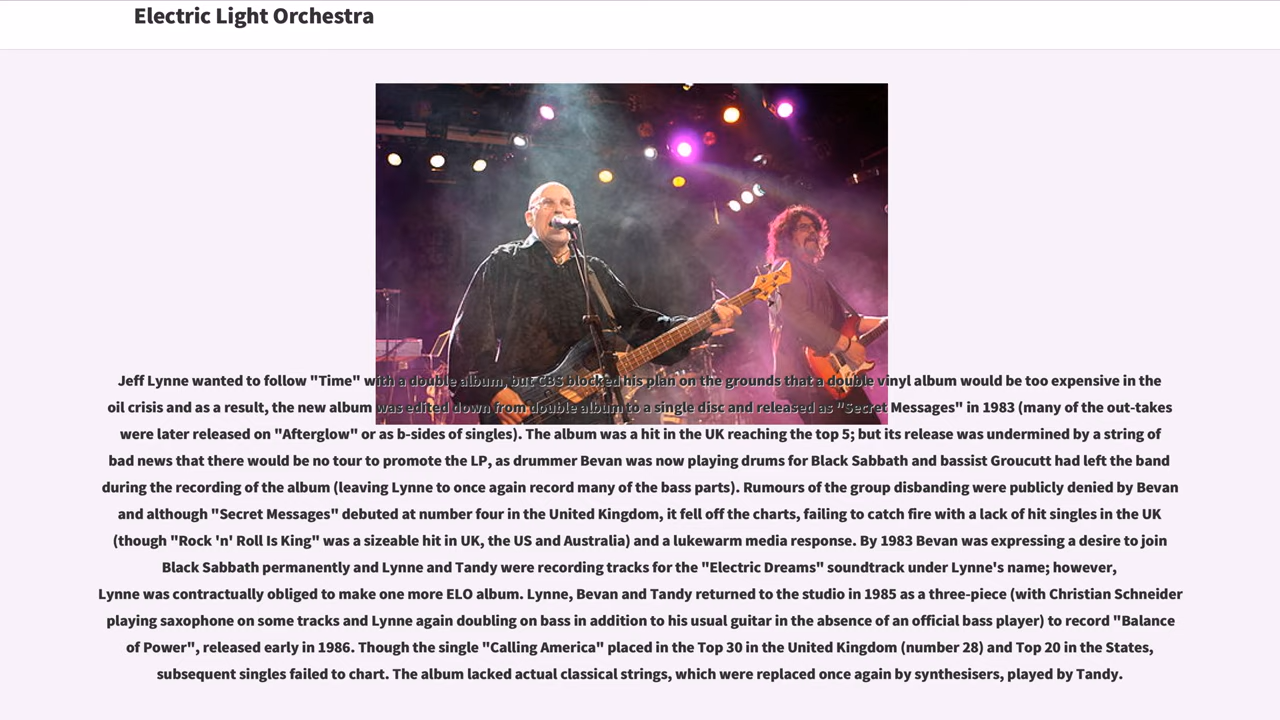 Electric Light Orchestra
Jeff Lynne wanted to follow "Time" with a double album, but CBS blocked his plan on the grounds that a double vinyl album would be too expensive in the
oil crisis and as a result, the new album was edited down from double album to a single disc and released as "Secret Messages" in 1983 (many of the out-takes
were later released on "Afterglow" or as b-sides of singles). The album was a hit in the UK reaching the top 5; but its release was undermined by a string of
bad news that there would be no tour to promote the LP, as drummer Bevan was now playing drums for Black Sabbath and bassist Groucutt had left the band
during the recording of the album (leaving Lynne to once again record many of the bass parts). Rumours of the group disbanding were publicly denied by Bevan
and although "Secret Messages" debuted at number four in the United Kingdom, it fell off the charts, failing to catch fire with a lack of hit singles in the UK
(though "Rock 'n' Roll Is King" was a sizeable hit in UK, the US and Australia) and a lukewarm media response. By 1983 Bevan was expressing a desire to join
Black Sabbath permanently and Lynne and Tandy were recording tracks for the "Electric Dreams" soundtrack under Lynne's name; however,
Lynne was contractually obliged to make one more ELO album. Lynne, Bevan and Tandy returned to the studio in 1985 as a three-piece (with Christian Schneider
playing saxophone on some tracks and Lynne again doubling on bass in addition to his usual guitar in the absence of an official bass player) to record "Balance
of Power", released early in 1986. Though the single "Calling America" placed in the Top 30 in the United Kingdom (number 28) and Top 20 in the States,
subsequent singles failed to chart. The album lacked actual classical strings, which were replaced once again by synthesisers, played by Tandy.